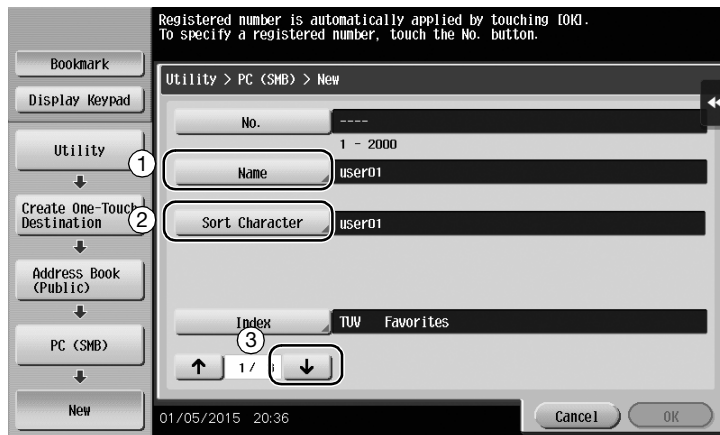 Registered number is automatically applied by touching [OK].
To specify a registered number, touch the No. button.
Bookmark
Display Keypad
Utility > PC (SMB) > New
No.
----
1 - 2000
Utility
1
Name
user01
Create One-Touch
Destination
2
Sort Character
user01
Address Book
(Public)
Index
TUV Favorites
3
PC (SMB)
1/
New
01/05/2015 20:36
Cancel
OK